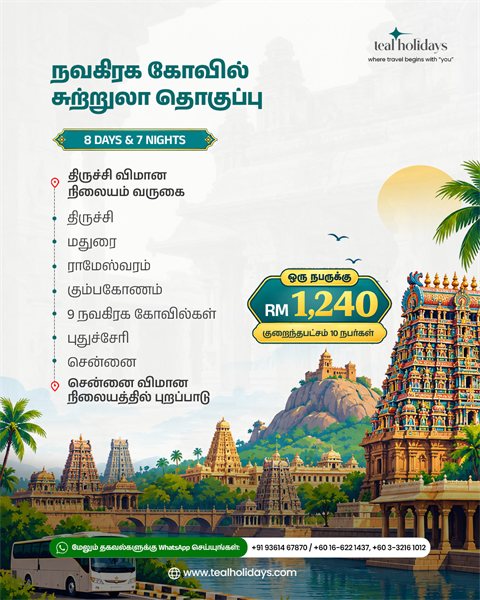 teal holidays
where travel begins with "you"
நவகிரக கோவில்
சுற்றுலா தொகுப்பு
8 DAYS & 7 NIGHTS
திருச்சி விமான
நிலையம் வருகை
திருச்சி
மதுரை
ராமேஸ்வரம்
கும்பகோணம்
9 நவகிரக கோவில்கள்
புதுச்சேரி
சென்னை
சென்னை விமான
நிலையத்தில் புறப்பாடு
ஒரு நபருக்கு
RM 1,240
குறைந்தபட்சம் 10 நபர்கள்
மேலும் தகவல்களுக்கு WhatsApp செய்யுங்கள்:
+91 93614 67870 / +60 16-622 1437, +60 3-3216 1012
www.tealholidays.com